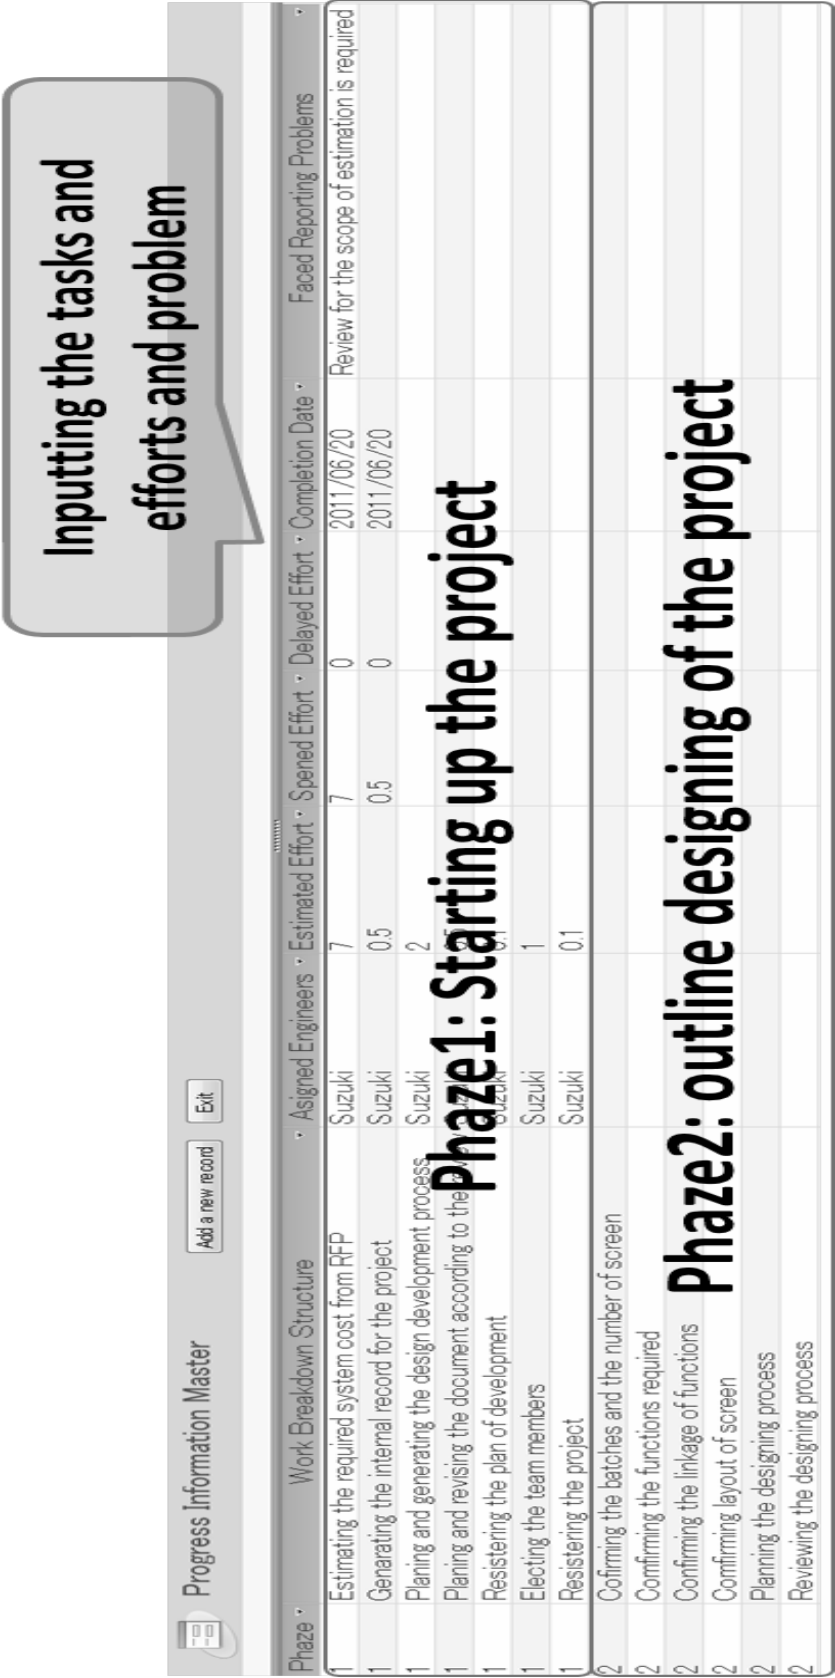 Inputting the tasks and
efforts and problem
Progress Information Master
Add a new record Exit
Phaze Work Breakdown Structure Asigned Engineers Estimated Effort Spened Effort Delayed Effort Completion Date Faced Reporting Problems
1 Estimating the required system cost from RFP Suzuki 7 7 0 2011/06/20 Review for the scope of estimation is required
1 Genarating the internal record for the project Suzuki 0.5 0.5 0 2011/06/20
1 Planing and generating the design development process Suzuki 2
1 Planing and revising the document according to the review
1 Resistering the plan of development Suzuki 0.1
1 Electing the team members Suzuki 1
1 Resistering the project Suzuki 0.1
Phaze1: Starting up the project
2 Cofirming the batches and the number of screen
2 Comfirming the functions required
2 Confirming the linkage of functions
2 Comfirming layout of screen
2 Planning the designing process
2 Reviewing the designing process
Phaze2: outline designing of the project